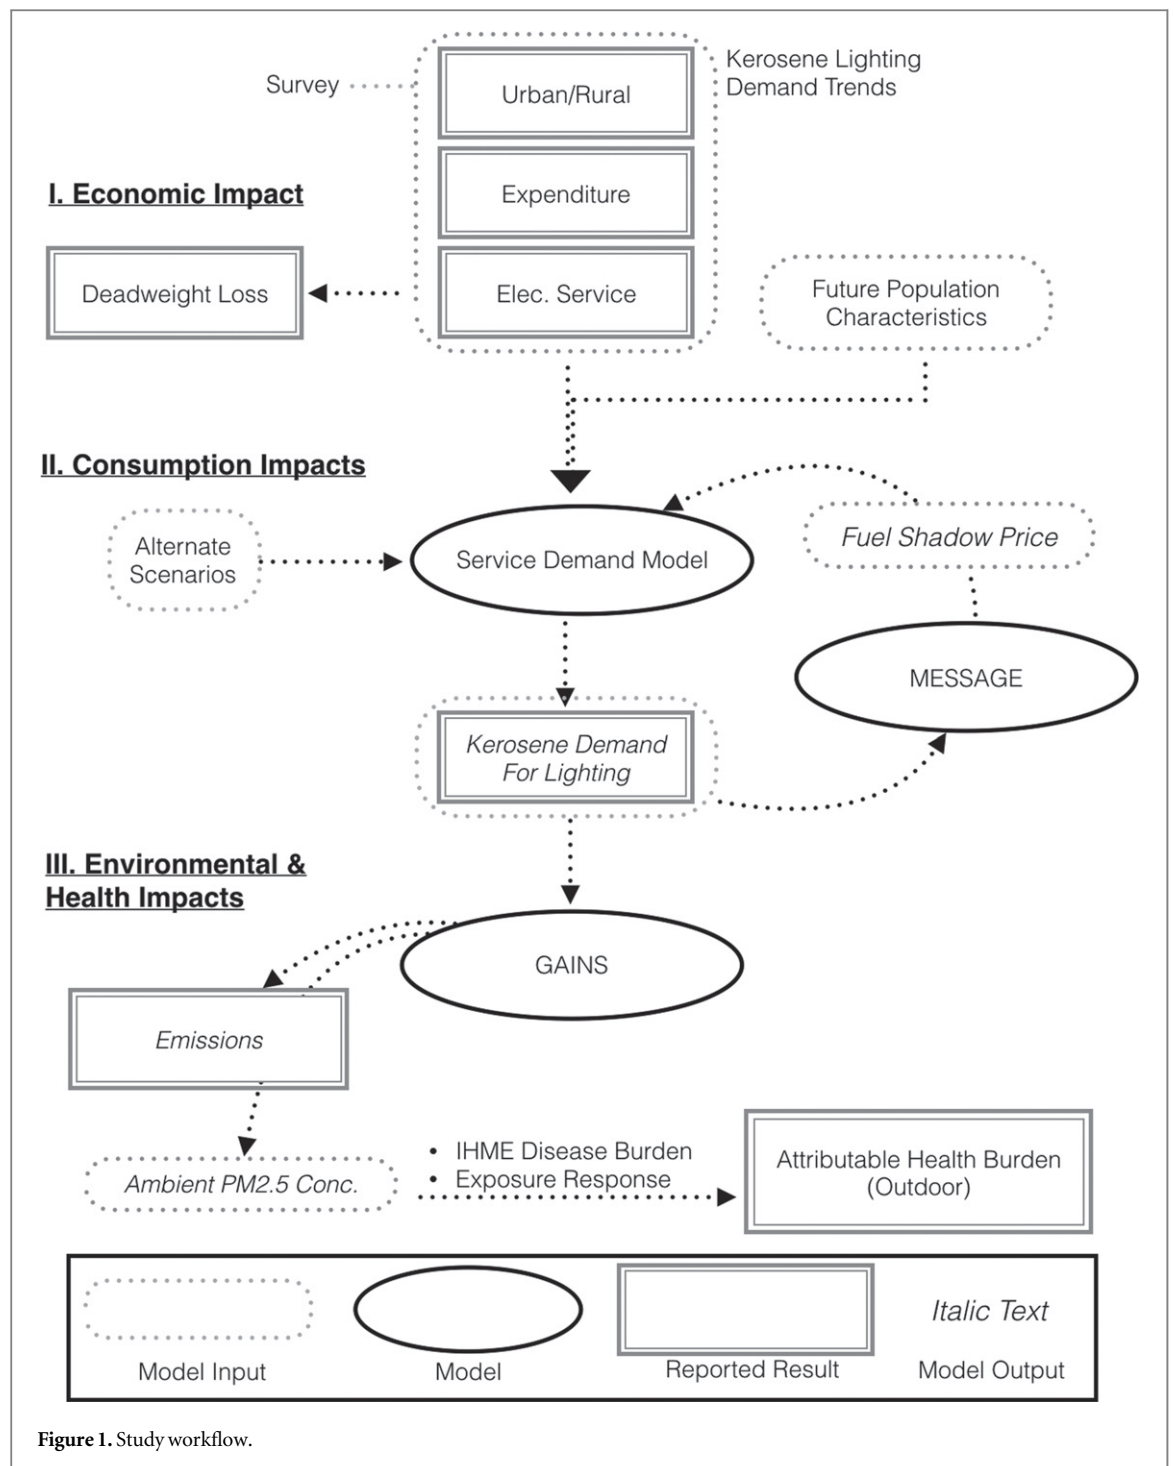 Survey
Urban/Rural
Kerosene Lighting
Demand Trends
Expenditure
I. Economic Impact
Deadweight Loss
Elec. Service
Future Population
Characteristics
II. Consumption Impacts
Alternate
Scenarios
Service Demand Model
Fuel Shadow Price
MESSAGE
Kerosene Demand
For Lighting
III. Environmental &
Health Impacts
GAINS
Emissions
Ambient PM2.5 Conc.
• IHME Disease Burden
• Exposure Response
Attributable Health Burden
(Outdoor)
Italic Text
Model Input
Model
Reported Result
Model Output
Figure 1. Study workflow.